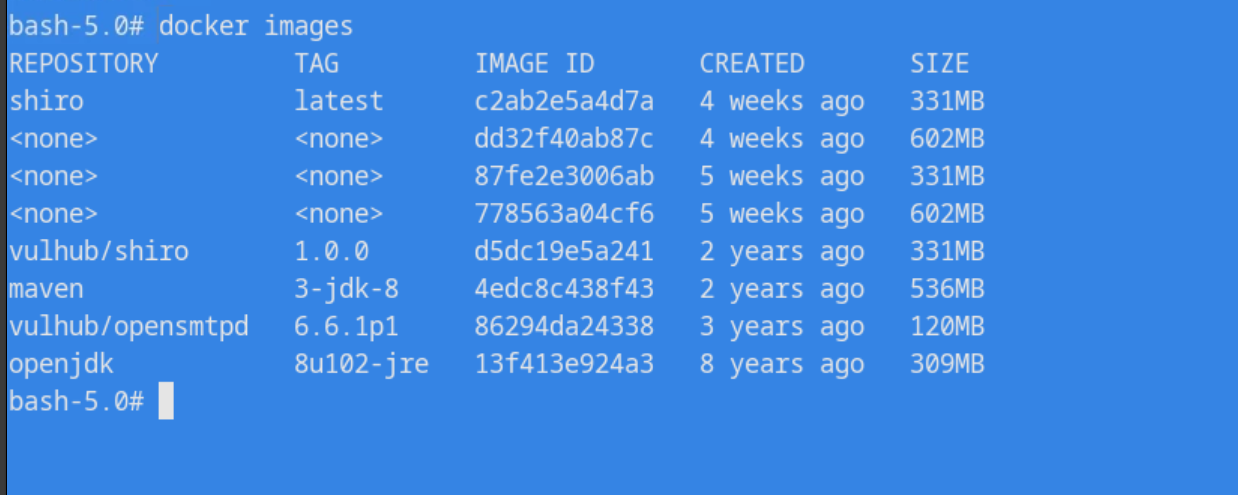 bash-5.0# docker images
REPOSITORY TAG IMAGE ID CREATED SIZE
shiro latest c2ab2e5a4d7a 4 weeks ago 331MB
<none> <none> dd32f40ab87c 4 weeks ago 602MB
<none> <none> 87fe2e3006ab 5 weeks ago 331MB
<none> <none> 778563a04cf6 5 weeks ago 602MB
vulhub/shiro 1.0.0 d5dc19e5a241 2 years ago 331MB
maven 3-jdk-8 4edc8c438f43 2 years ago 536MB
vulhub/opensmtpd 6.6.1p1 86294da24338 3 years ago 120MB
openjdk 8u102-jre 13f413e924a3 8 years ago 309MB
bash-5.0#